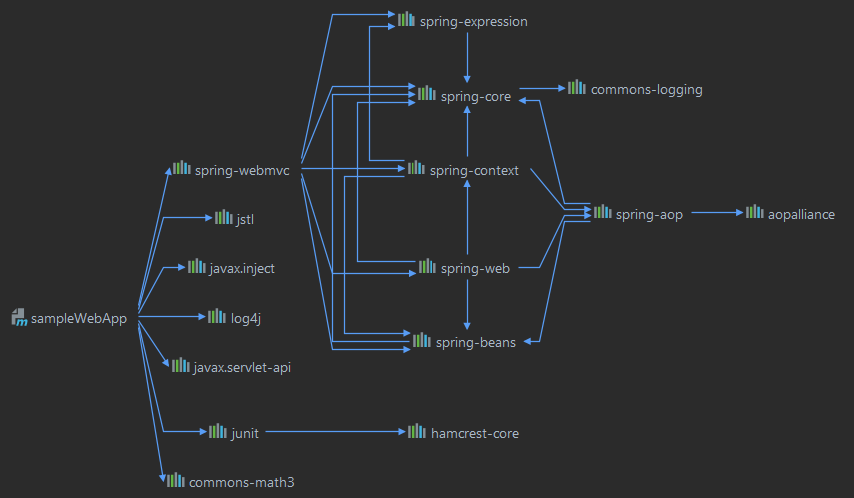 spring-expression
spring-core
commons-logging
spring-webmvc
spring-context
jstl
spring-aop
aopalliance
javax.inject
spring-web
sampleWebApp
log4j
spring-beans
javax.servlet-api
junit
hamcrest-core
commons-math3